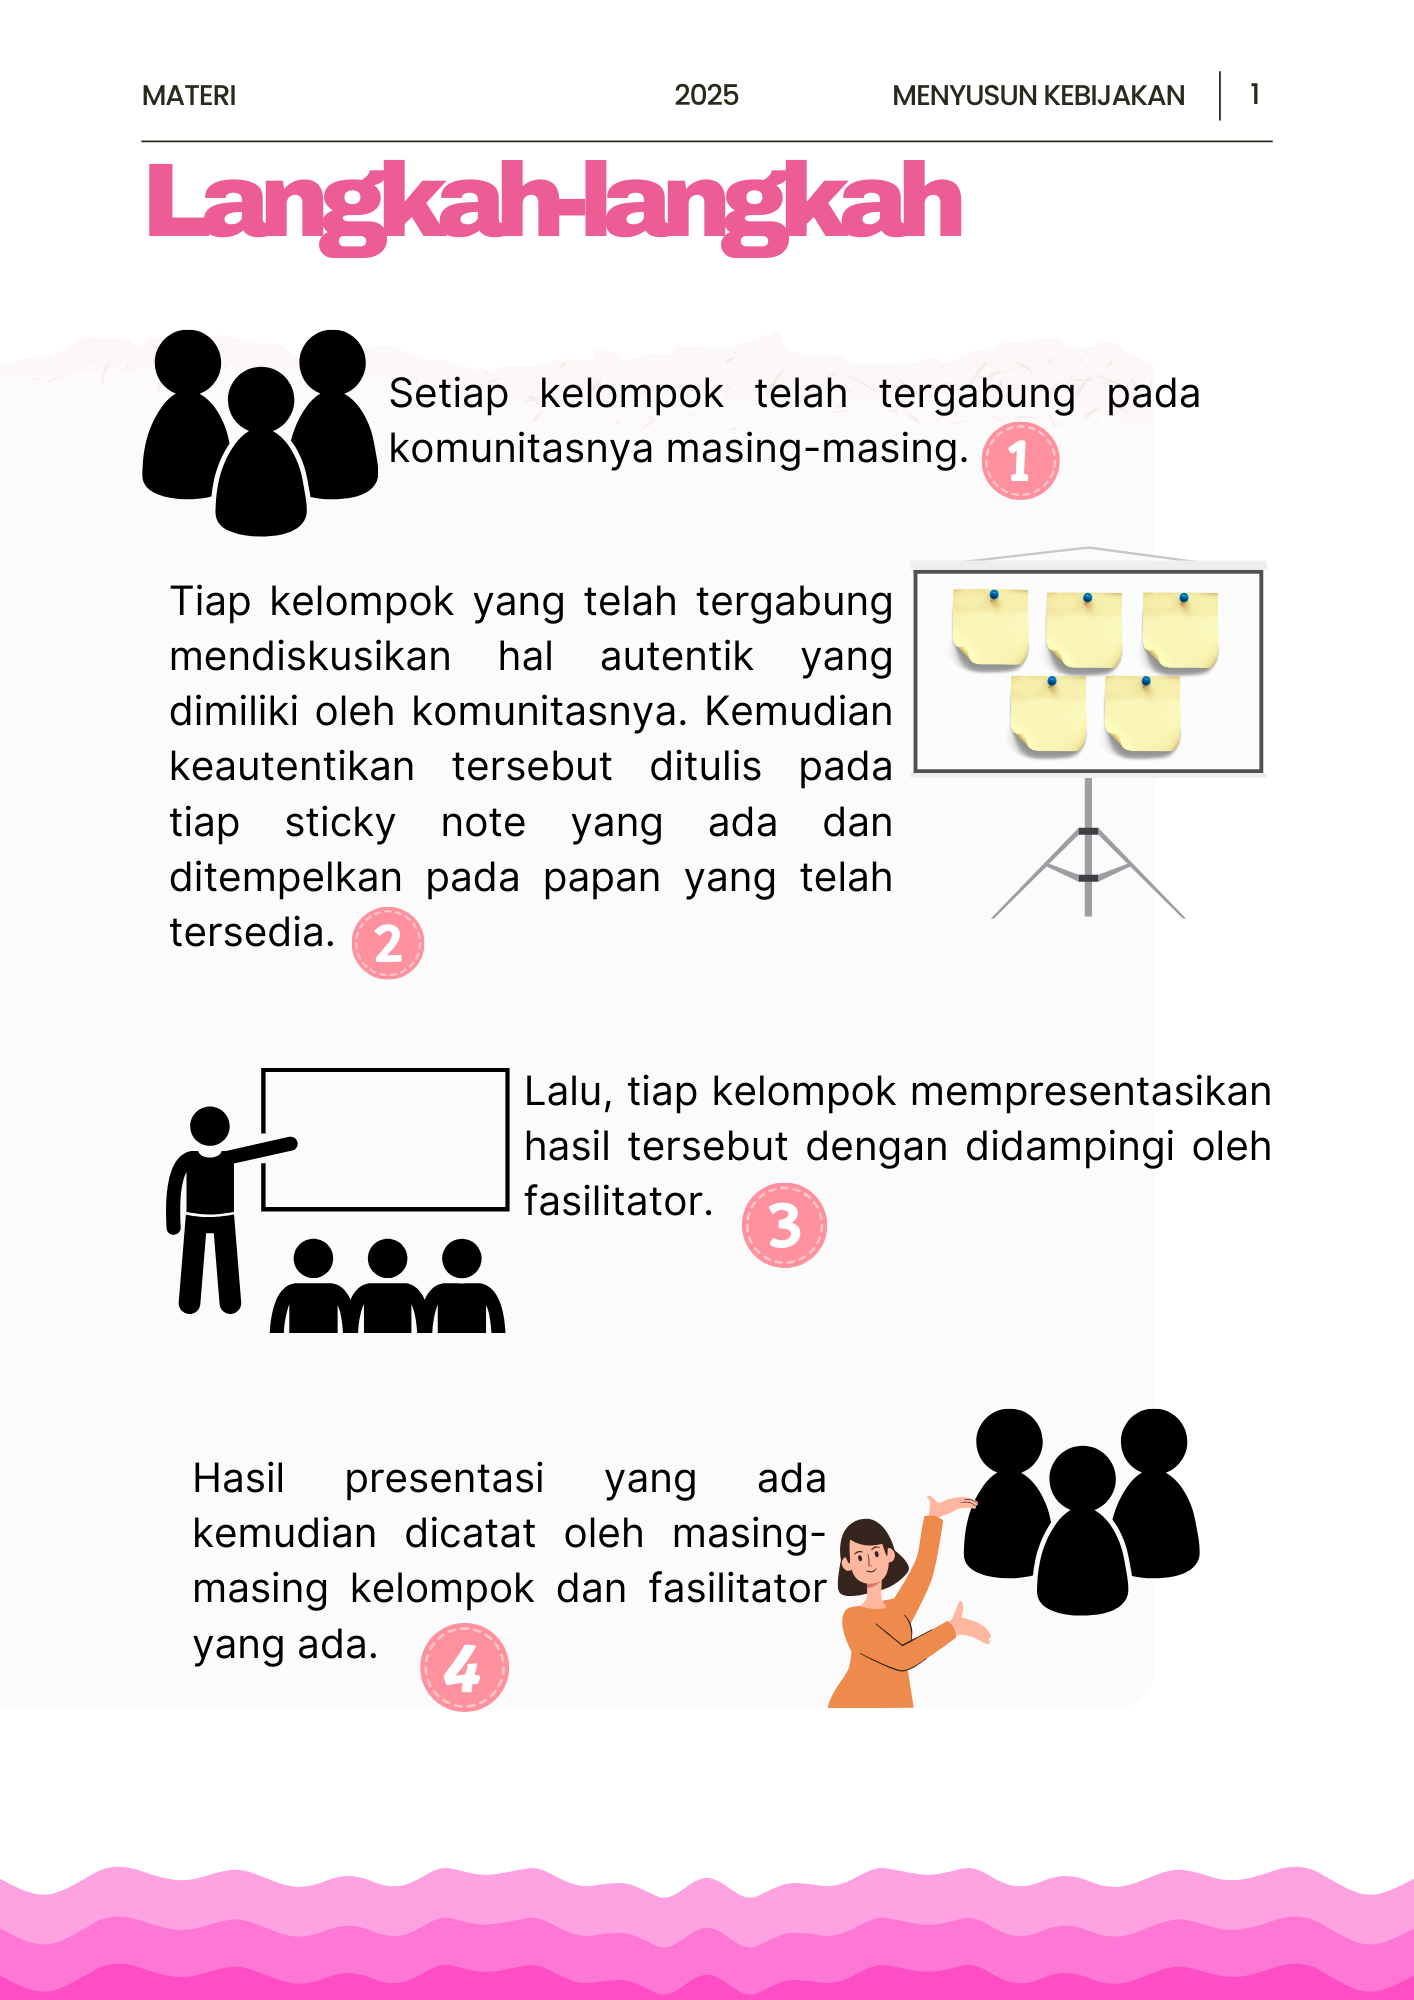 MATERI 2025 MENYUSUN KEBIJAKAN 1
Langkah-langkah
Setiap kelompok telah tergabung pada
komunitasnya masing-masing.
1
Tiap kelompok yang telah tergabung
mendiskusikan hal autentik yang
dimiliki oleh komunitasnya. Kemudian
keautentikan tersebut ditulis pada
tiap sticky note yang ada dan
ditempelkan pada papan yang telah
tersedia.
2
Lalu, tiap kelompok mempresentasikan
hasil tersebut dengan didampingi oleh
fasilitator.
3
Hasil presentasi yang ada
kemudian dicatat oleh masing-
masing kelompok dan fasilitator
yang ada.
4